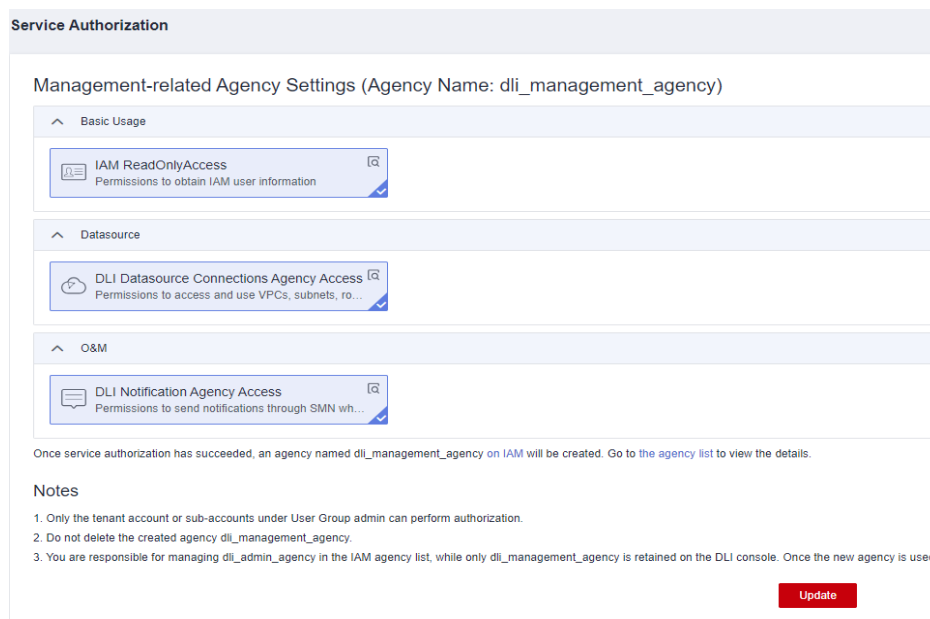 Service Authorization
Management-related Agency Settings (Agency Name: dli_management_agency)
Basic Usage
IAM ReadOnlyAccess
Permissions to obtain IAM user information
Datasource
DLI Datasource Connections Agency Access
Permissions to access and use VPCs, subnets, ro...
O&M
DLI Notification Agency Access
Permissions to send notifications through SMN wh...
Once service authorization has succeeded, an agency named dli_management_agency on IAM will be created. Go to the agency list to view the details.
Notes
1. Only the tenant account or sub-accounts under User Group admin can perform authorization.
2. Do not delete the created agency dli_management_agency.
3. You are responsible for managing dli_admin_agency in the IAM agency list, while only dli_management_agency is retained on the DLI console. Once the new agency is use
Update